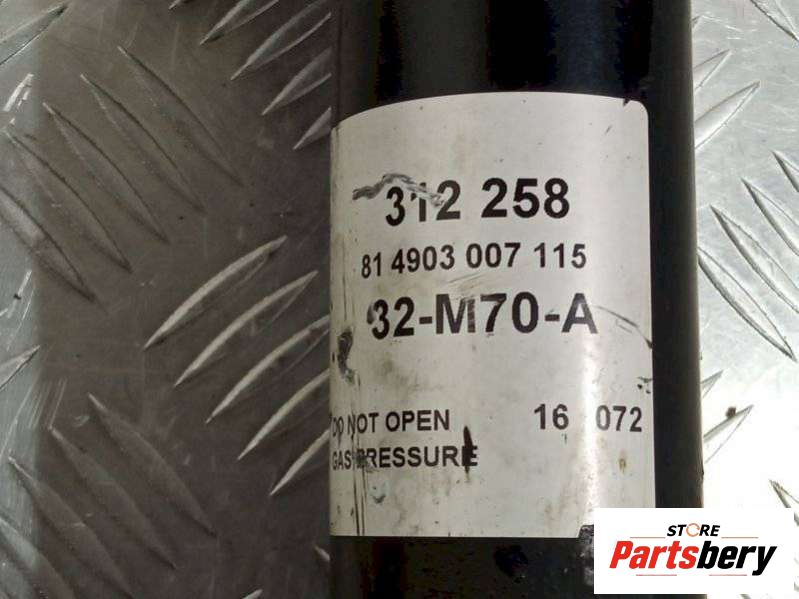 312 258
81 4903 007 115
32-M70-A
DO NOT OPEN 16 072
GAS PRESSURE
STORE
Partsbery